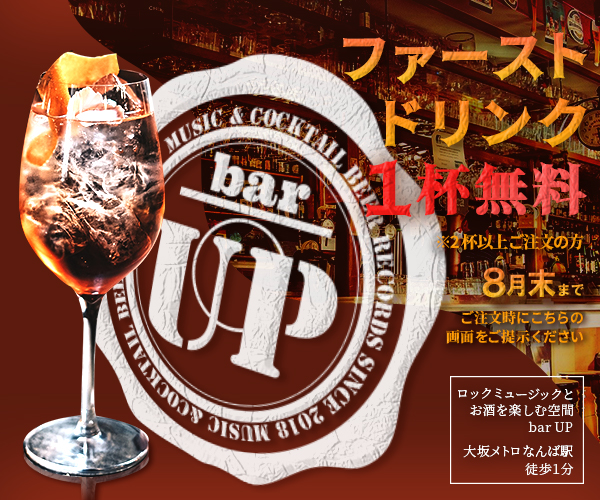 ファースト
ドリンク
1杯無料
※2杯以上ご注文の方
8月末まで
ご注文時にこちらの
画面をご提示ください
MUSIC & COCKTAIL BEER RECORDS SINCE 2018 MUSIC &COCKTAIL BE
bar
UP
ロックミュージックと
お酒を楽しむ空間
bar UP
大坂メトロなんば駅
徒歩1分